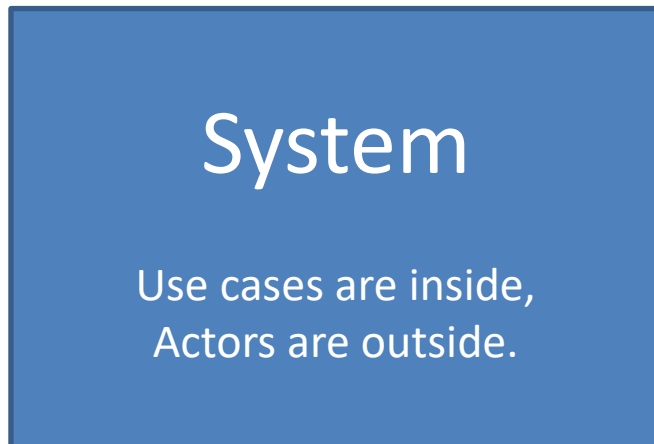 System
Use cases are inside,
Actors are outside.